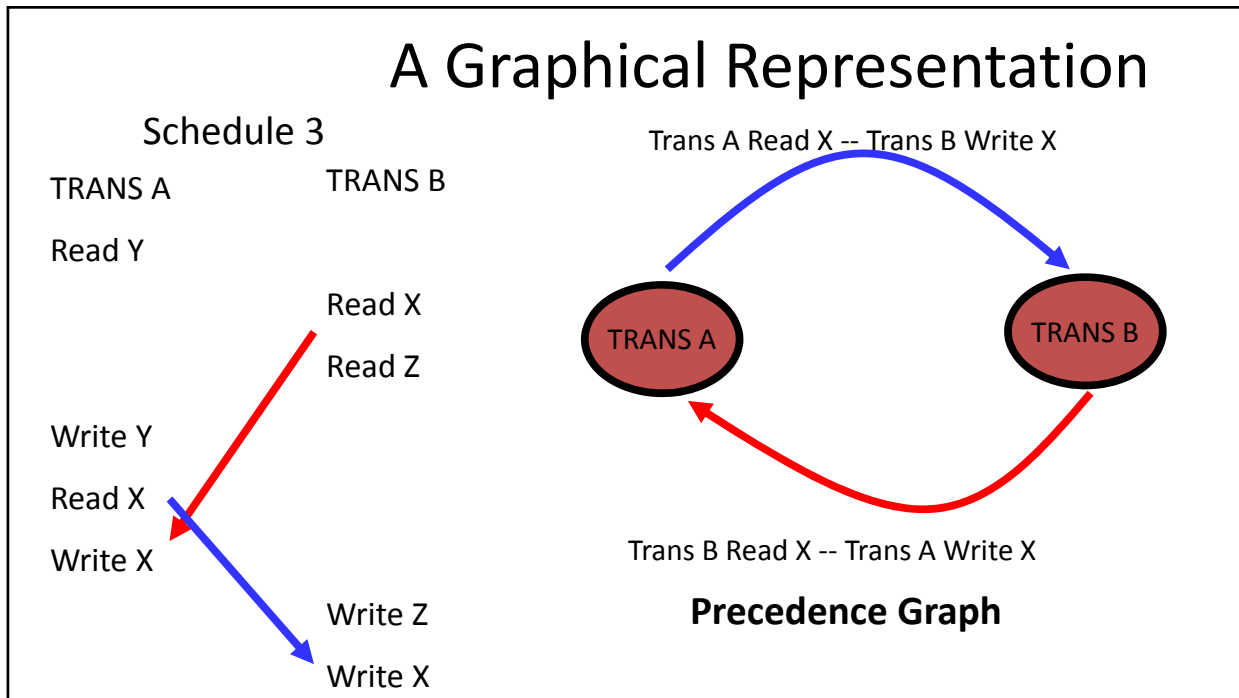 A Graphical Representation
Schedule 3
TRANS A
TRANS B
Read Y
Read X
Read Z
Write Y
Read X
Write X
Write Z
Write X
Trans A Read X -- Trans B Write X
TRANS A
TRANS B
Trans B Read X -- Trans A Write X
Precedence Graph